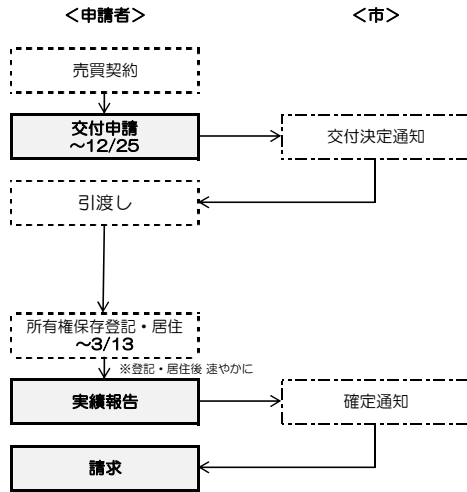 ＜申請者＞
＜市＞
売買契約
交付申請
～12/25
交付決定通知
引渡し
所有権保存登記・居住
～3/13
※登記・居住後 速やかに
実績報告
確定通知
請求